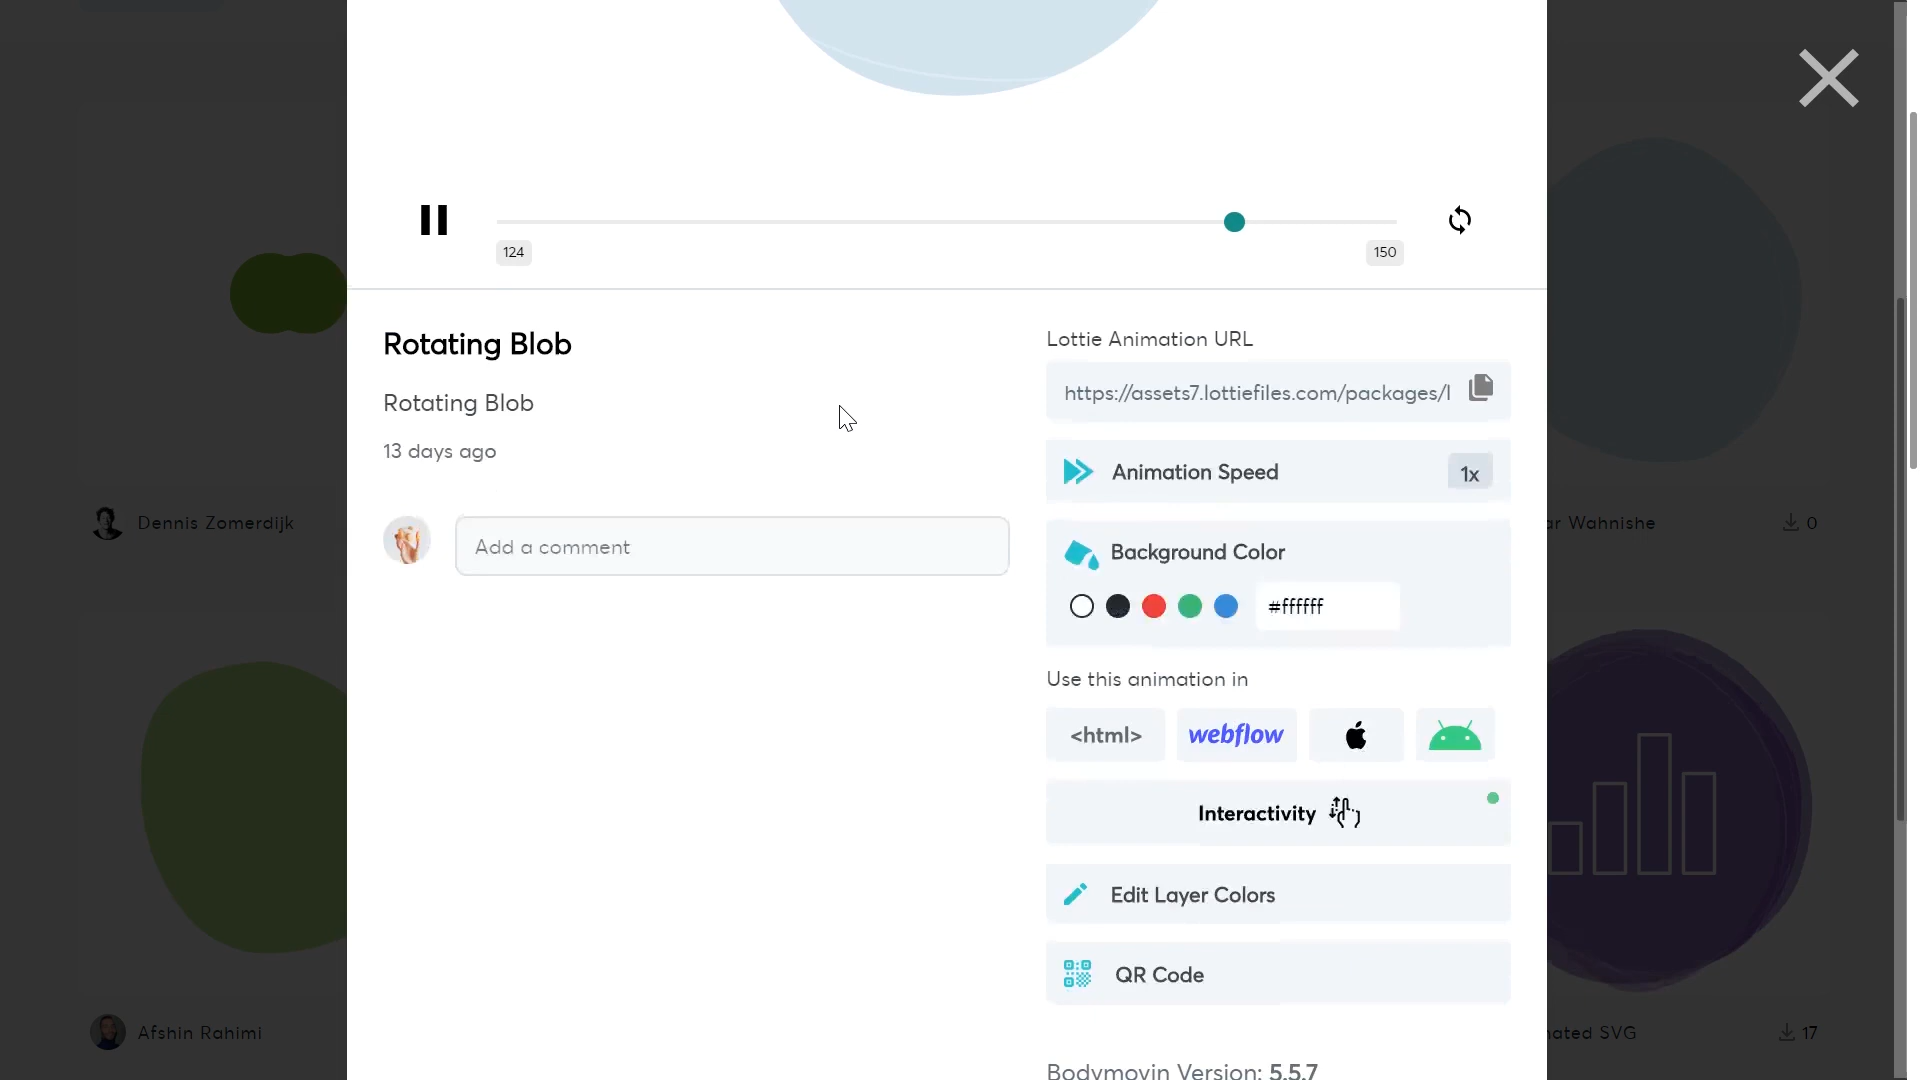 124
150
Rotating Blob
Rotating Blob
13 days ago
Add a comment
Lottie Animation URL
https://assets7.lottiefiles.com/packages/l
Animation Speed
1x
Background Color
#ffffff
Use this animation in
<html>
webflow
Interactivity
Edit Layer Colors
QR Code
Bodymovin Version: 5.5.7
Dennis Zomerdijk
ar Wahnishe
0
Afshin Rahimi
nated SVG
17